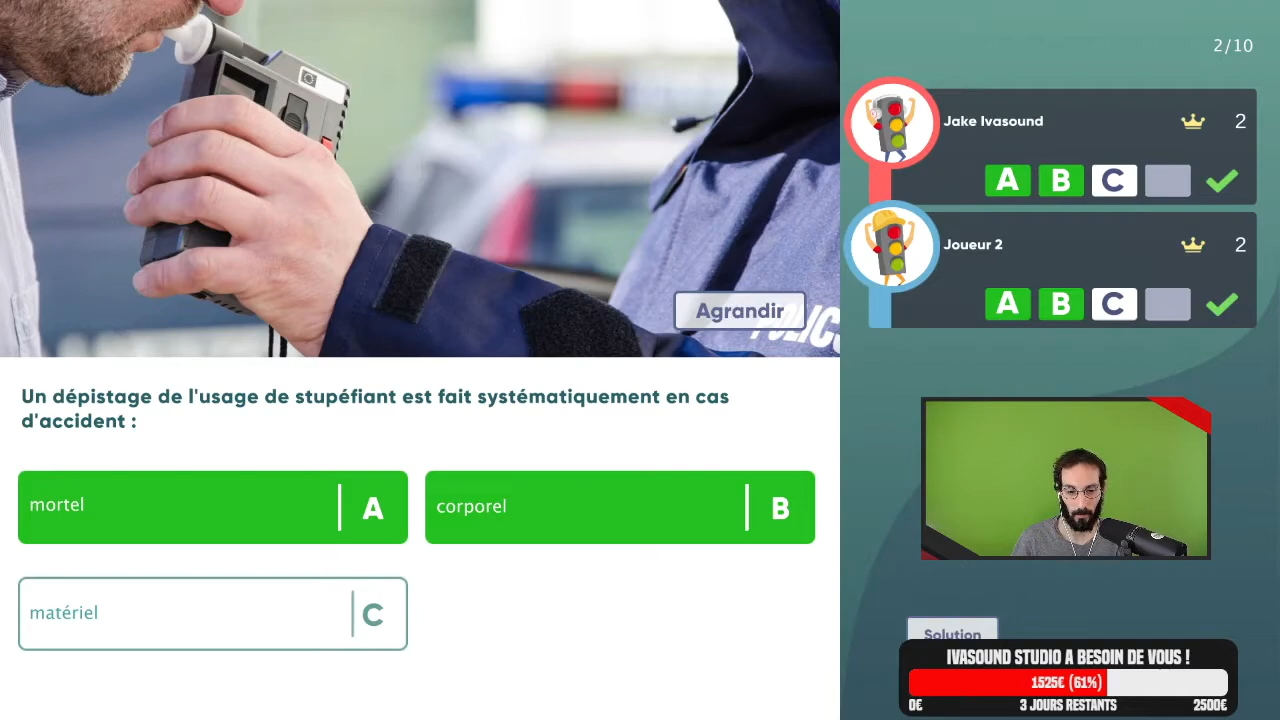 2/10
Jake Ivasound
2
A B C
Joueur 2
2
A B C
Agrandir
Un dépistage de l'usage de stupéfiant est fait systématiquement en cas
d'accident :
mortel
A
corporel
B
matériel
C
Solution
IVASOUND STUDIO A BESOIN DE VOUS !
1525€ (61%)
0€ 3 JOURS RESTANTS 2500€